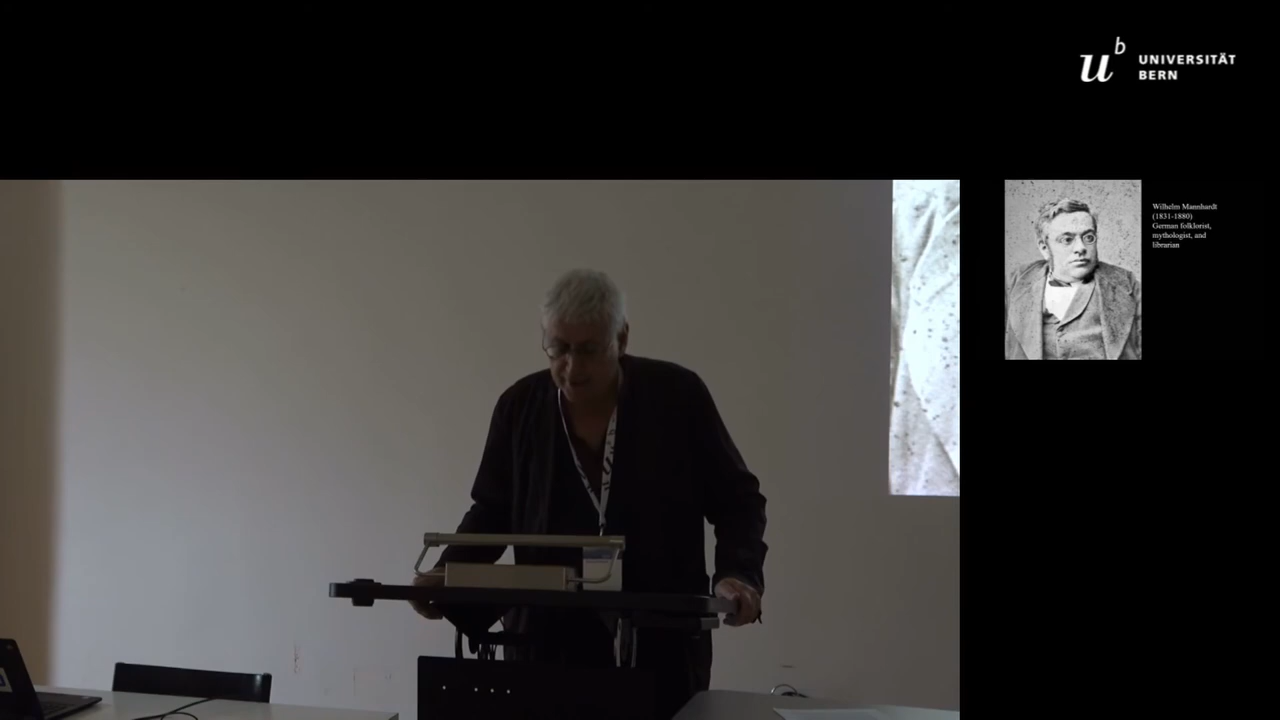 u^b
UNIVERSITÄT
BERN
Wilhelm Mannhardt
(1831-1880)
German folklorist,
mythologist, and
librarian